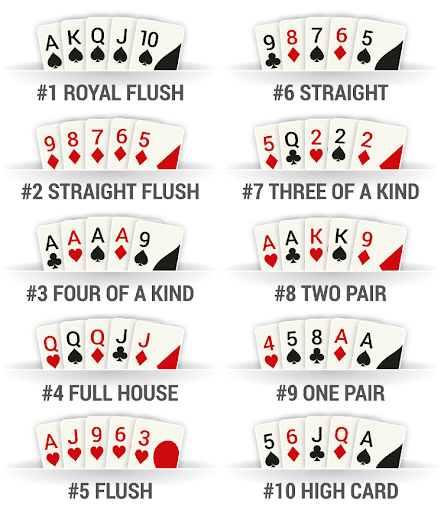 A K Q J 10
#1 ROYAL FLUSH
9 8 7 6 5
#2 STRAIGHT FLUSH
A A A A 9
#3 FOUR OF A KIND
Q Q Q J J
#4 FULL HOUSE
A J 9 6 3
#5 FLUSH
9 8 7 6 5
#6 STRAIGHT
5 Q 2 2 2
#7 THREE OF A KIND
A A K K 9
#8 TWO PAIR
4 5 8 A A
#9 ONE PAIR
5 6 J Q A
#10 HIGH CARD